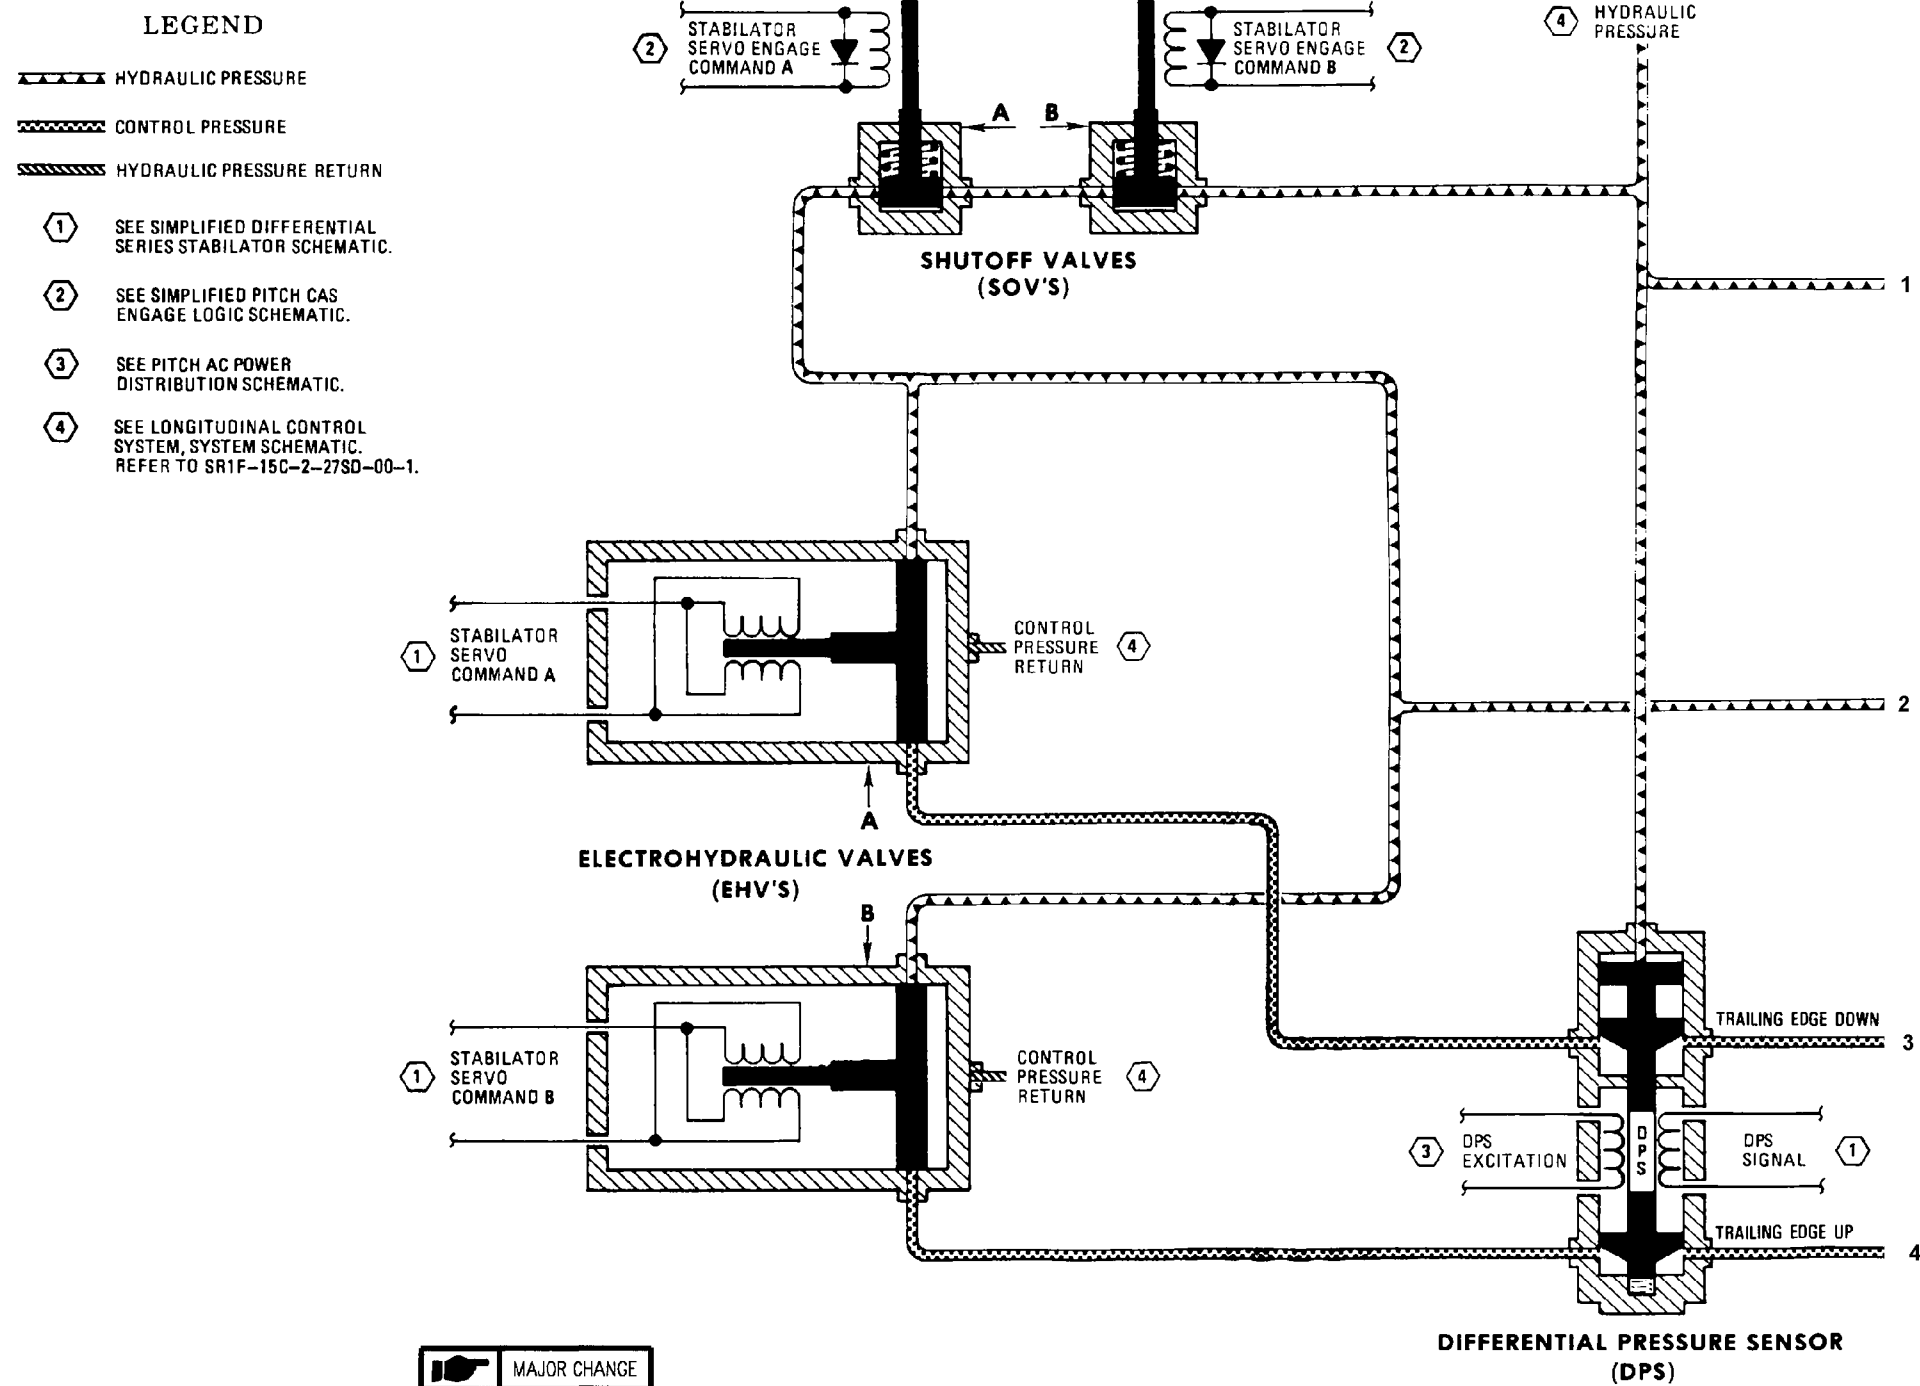 LEGEND
HYDRAULIC PRESSURE
CONTROL PRESSURE
HYDRAULIC PRESSURE RETURN
1 SEE SIMPLIFIED DIFFERENTIAL
SERIES STABILATOR SCHEMATIC.
2 SEE SIMPLIFIED PITCH CAS
ENGAGE LOGIC SCHEMATIC.
3 SEE PITCH AC POWER
DISTRIBUTION SCHEMATIC.
4 SEE LONGITUDINAL CONTROL
SYSTEM, SYSTEM SCHEMATIC.
REFER TO SR1F-15C-2-27SD-00-1.
2
STABILATOR
SERVO ENGAGE
COMMAND A
STABILATOR
SERVO ENGAGE
COMMAND B
2
4
HYDRAULIC
PRESSURE
A B
SHUTOFF VALVES
(SOV'S)
1
1
STABILATOR
SERVO
COMMAND A
CONTROL
PRESSURE
RETURN
4
2
A
ELECTROHYDRAULIC VALVES
(EHV'S)
B
1
STABILATOR
SERVO
COMMAND B
CONTROL
PRESSURE
RETURN
4
TRAILING EDGE DOWN
3
3
DPS
EXCITATION
DPS
DPS
SIGNAL
1
TRAILING EDGE UP
4
DIFFERENTIAL PRESSURE SENSOR
(DPS)
MAJOR CHANGE